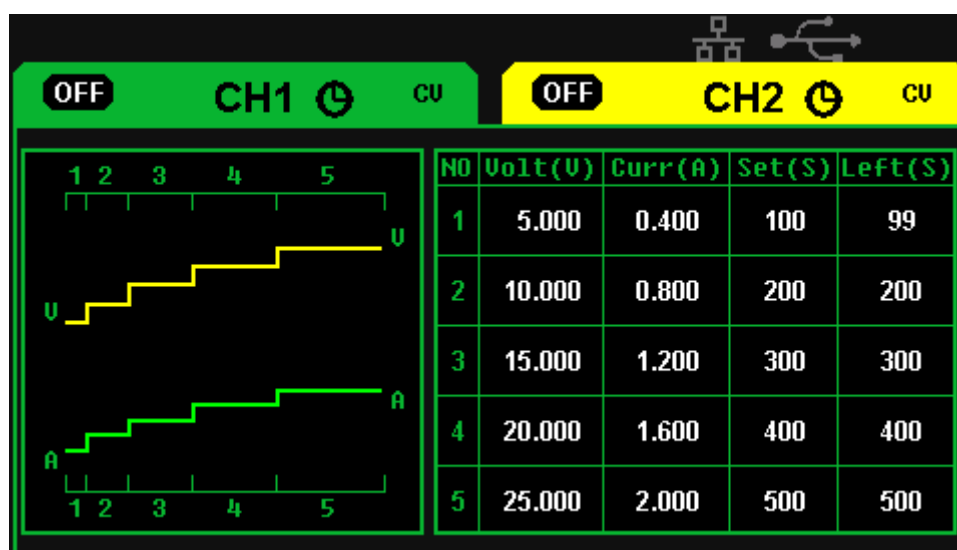 OFF CH1 CV OFF CH2 CV
1 2 3 4 5
V
V
A
A
1 2 3 4 5
NO Volt(V) Curr(A) Set(S) Left(S)
1 5.000 0.400 100 99
2 10.000 0.800 200 200
3 15.000 1.200 300 300
4 20.000 1.600 400 400
5 25.000 2.000 500 500